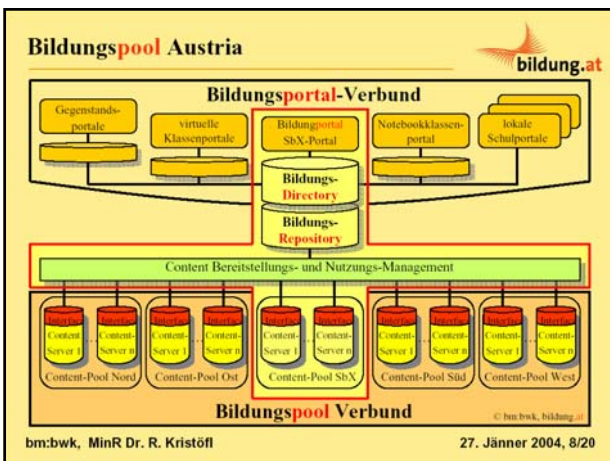 Bildungspool Austria
bildung.at
Bildungsportal-Verbund
Gegenstands-
portale
virtuelle
Klassenportale
Bildungportal
SbX-Portal
Notebookklassen-
portal
lokale
Schulportale
Bildungs-
Directory
Bildungs-
Repository
Content Bereitstellungs- und Nutzungs-Management
Interface Interface Interface Interface Interface Interface Interface Interface Interface Interface
Content- Content- Content- Content- Content- Content- Content- Content- Content- Content-
Server 1 ... Server n Server 1 ... Server n Server 1 ... Server n Server 1 ... Server n Server 1 ... Server n
Content-Pool Nord Content-Pool Ost Content-Pool SbX Content-Pool Süd Content-Pool West
Bildungspool Verbund
© bm:bwk, bildung.at
bm:bwk, MinR Dr. R. Kristöfl 27. Jänner 2004, 8/20